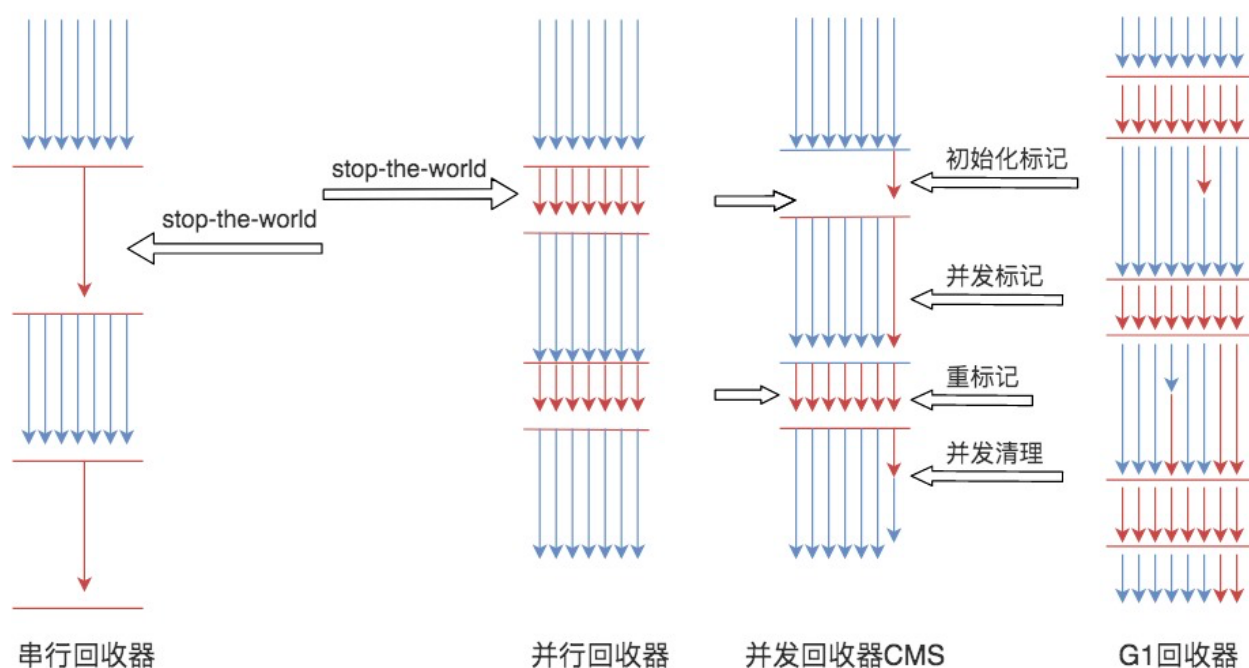 stop-the-world
stop-the-world
初始化标记
并发标记
重标记
并发清理
串行回收器
并行回收器
并发回收器CMS
G1回收器